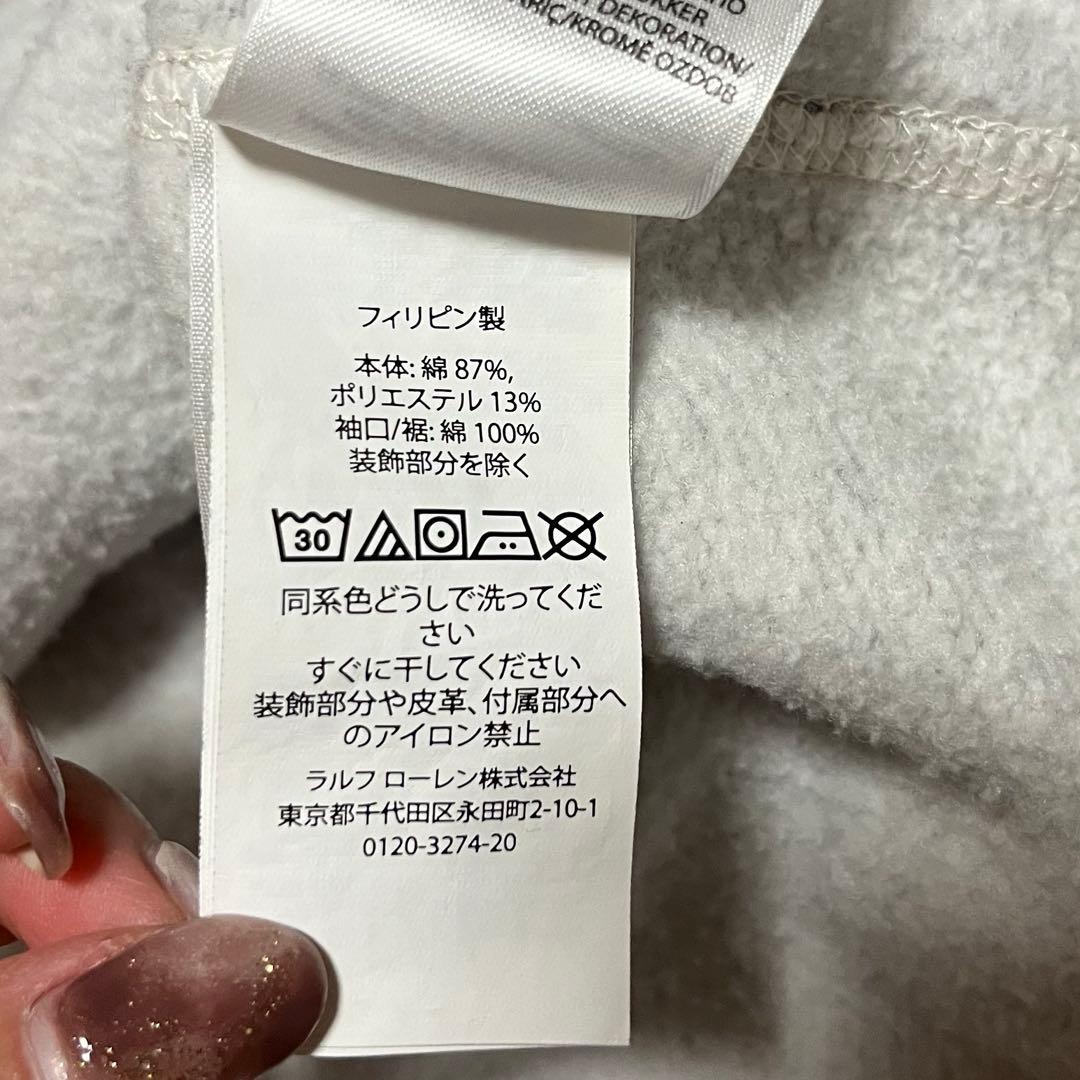 DEKORATION/
KROMĚ OZDOB
フィリピン製
本体: 綿 87%,
ポリエステル 13%
袖口/裾: 綿 100%
装飾部分を除く
30
同系色どうしで洗ってくだ
さい
すぐに干してください
装飾部分や皮革、付属部分へ
のアイロン禁止
ラルフ ローレン株式会社
東京都千代田区永田町2-10-1
0120-3274-20